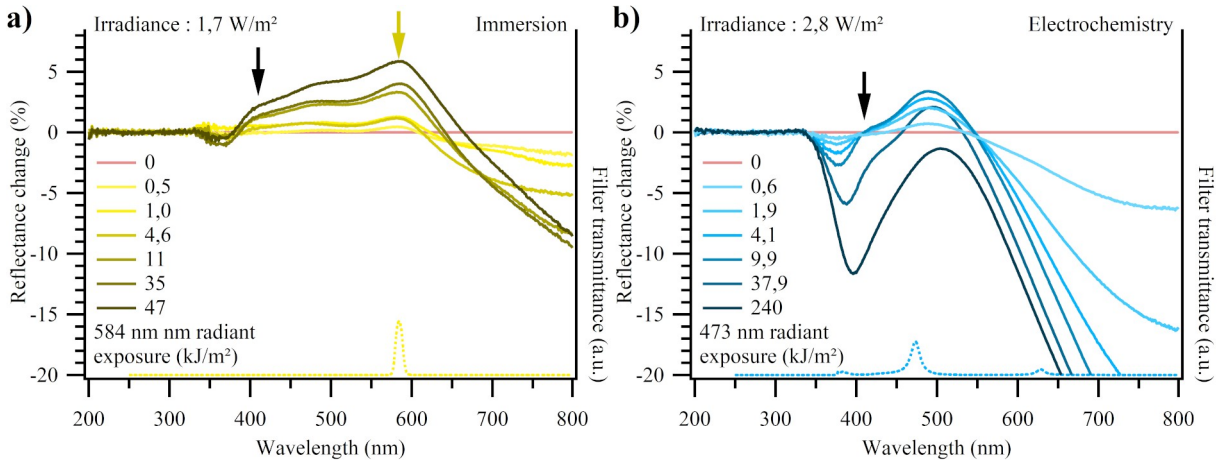 a)
Irradiance : 1,7 W/m²
Immersion
Reflectance change (%)
5
0
-5
-10
-15
-20
0
0,5
1,0
4,6
11
35
47
584 nm nm radiant
exposure (kJ/m²)
200
300
400
500
600
700
800
Wavelength (nm)
Filter transmittance (a.u.)
b)
Irradiance : 2,8 W/m²
Electrochemistry
Reflectance change (%)
5
0
-5
-10
-15
-20
0
0,6
1,9
4,1
9,9
37,9
240
473 nm radiant
exposure (kJ/m²)
200
300
400
500
600
700
800
Wavelength (nm)
Filter transmittance (a.u.)